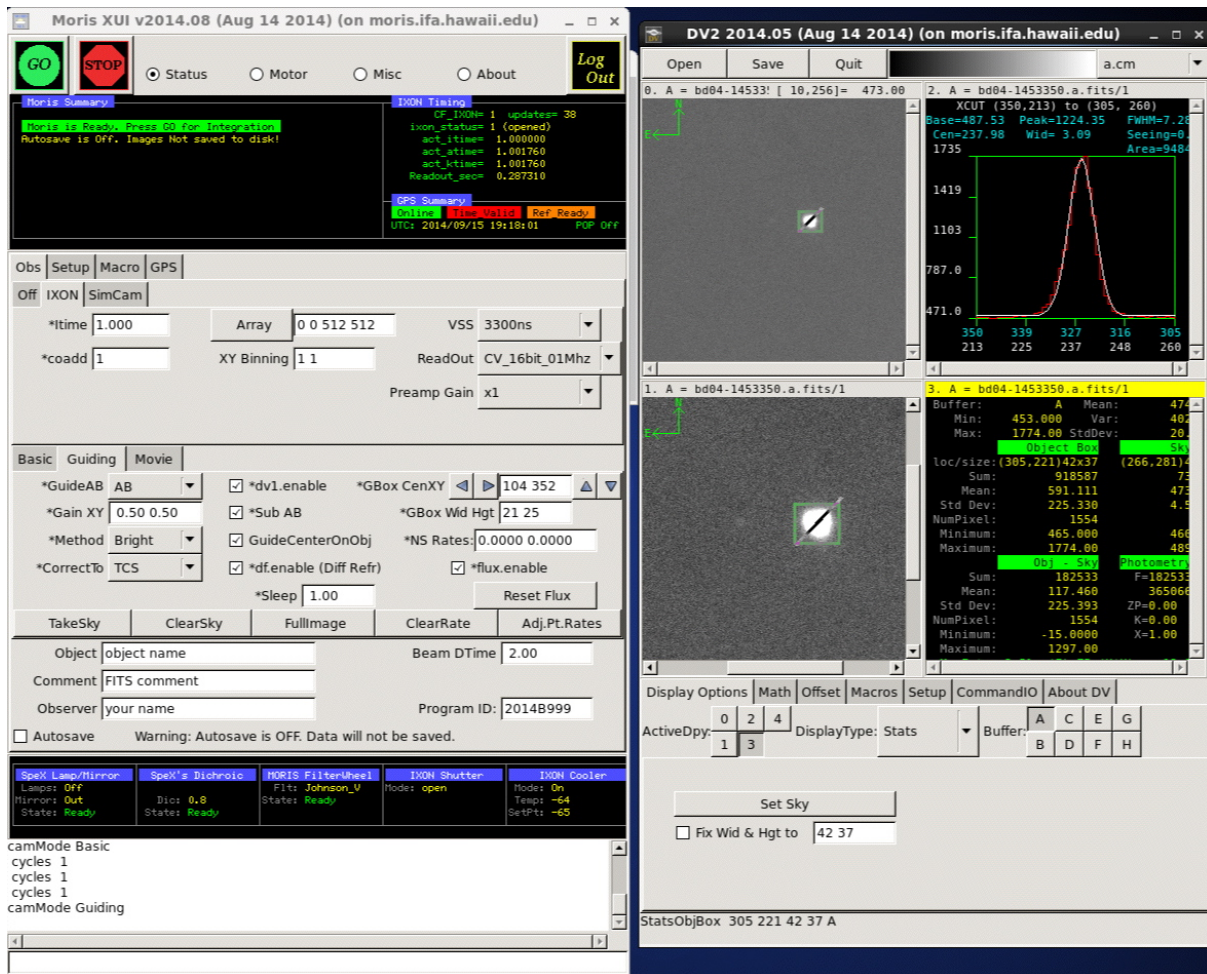 Moris XUI v2014.08 (Aug 14 2014) (on moris.ifa.hawaii.edu)
GO
STOP
Status
Motor
Misc
About
Log Out
Moris Summary
Moris is Ready. Press GO for Integration
Autosave is Off. Images Not saved to disk!
IXON Timing
CF_IXON= 1 updates= 38
ixon_status= 1 (opened)
act_itime= 1.000000
act_atime= 1.001760
act_ktime= 1.001760
Readout_sec= 0.287310
GPS Summary
Online Time_Valid Ref_Ready
UTC: 2014/09/15 19:18:01 POP Off
Obs Setup Macro GPS
Off IXON SimCam
*Itime 1.000 Array 0 0 512 512 VSS 3300ns
*coadd 1 XY Binning 1 1 ReadOut CV_16bit_01Mhz
Preamp Gain x1
Basic Guiding Movie
*GuideAB AB *dv1.enable *GBox CenXY 104 352
*Gain XY 0.50 0.50 *Sub AB *GBox Wid Hgt 21 25
*Method Bright GuideCenterOnObj *NS Rates: 0.0000 0.0000
*CorrectTo TCS *df.enable (Diff Refr) *flux.enable
*Sleep 1.00 Reset Flux
TakeSky ClearSky FullImage ClearRate Adj.Pt.Rates
Object object name Beam DTime 2.00
Comment FITS comment
Observer your name Program ID: 2014B999
Autosave Warning: Autosave is OFF. Data will not be saved.
SpeX Lamp/Mirror SpeX's Dichroic MORIS FilterWheel IXON Shutter IXON Cooler
Lamps: Off Flt: Johnson_V Mode: open Mode: On
Mirror: Out Dic: 0.8 State: Ready Temp: -64
State: Ready State: Ready SetPt: -65
camMode Basic
cycles 1
cycles 1
cycles 1
camMode Guiding
DV2 2014.05 (Aug 14 2014) (on moris.ifa.hawaii.edu)
Open Save Quit a.cm
0. A = bd04-14533! [ 10,256]= 473.00
N
E
2. A = bd04-1453350.a.fits/1
XCUT (350,213) to (305, 260)
Base=487.53 Peak=1224.35 FWHM=7.28
Cen=237.98 Wid= 3.09 Seeing=0.
Area=9484
1735
1419
1103
787.0
471.0
350 339 327 316 305
213 225 237 248 260
1. A = bd04-1453350.a.fits/1
N
E
3. A = bd04-1453350.a.fits/1
Buffer: A Mean: 474
Min: 453.000 Var: 402
Max: 1774.00 StdDev: 20.
Object Box Sky
loc/size:(305,221)42x37 (266,281)4
Sum: 918587 73
Mean: 591.111 473
Std Dev: 225.330 4.5
NumPixel: 1554
Minimum: 465.000 460
Maximum: 1774.00 489
Obj - Sky Photometry
Sum: 182533 F=182533
Mean: 117.460 365066
Std Dev: 225.393 ZP=0.00
NumPixel: 1554 K=0.00
Minimum: -15.0000 X=1.00
Maximum: 1297.00
Display Options Math Offset Macros Setup CommandIO About DV
ActiveDpy: 0 2 4 1 3 DisplayType: Stats Buffer: A C E G B D F H
Set Sky
Fix Wid & Hgt to 42 37
StatsObjBox 305 221 42 37 A